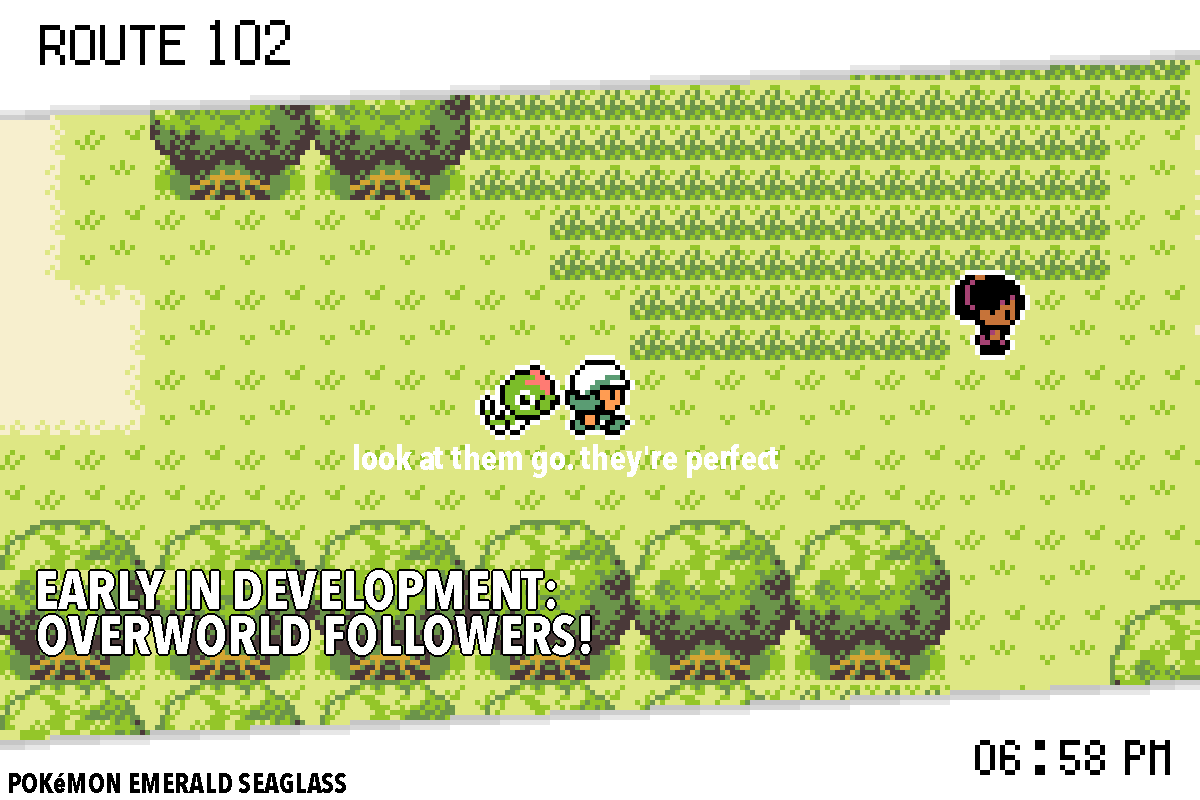 ROUTE 102
look at them go. they're perfect
EARLY IN DEVELOPMENT:
OVERWORLD FOLLOWERS!
06:58 PM
POKéMON EMERALD SEAGLASS